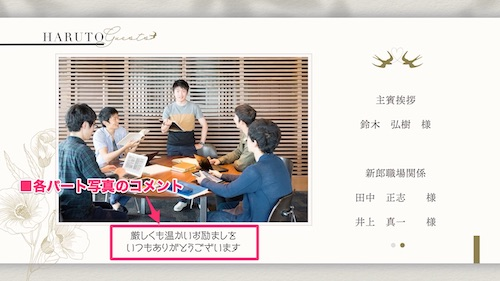 HARUTO Guests
■各パート写真のコメント
厳しくも温かいお励ましを
いつもありがとうございます
主賓挨拶
鈴木　弘樹　様
新郎職場関係
田中　正志　様
井上　真一　様